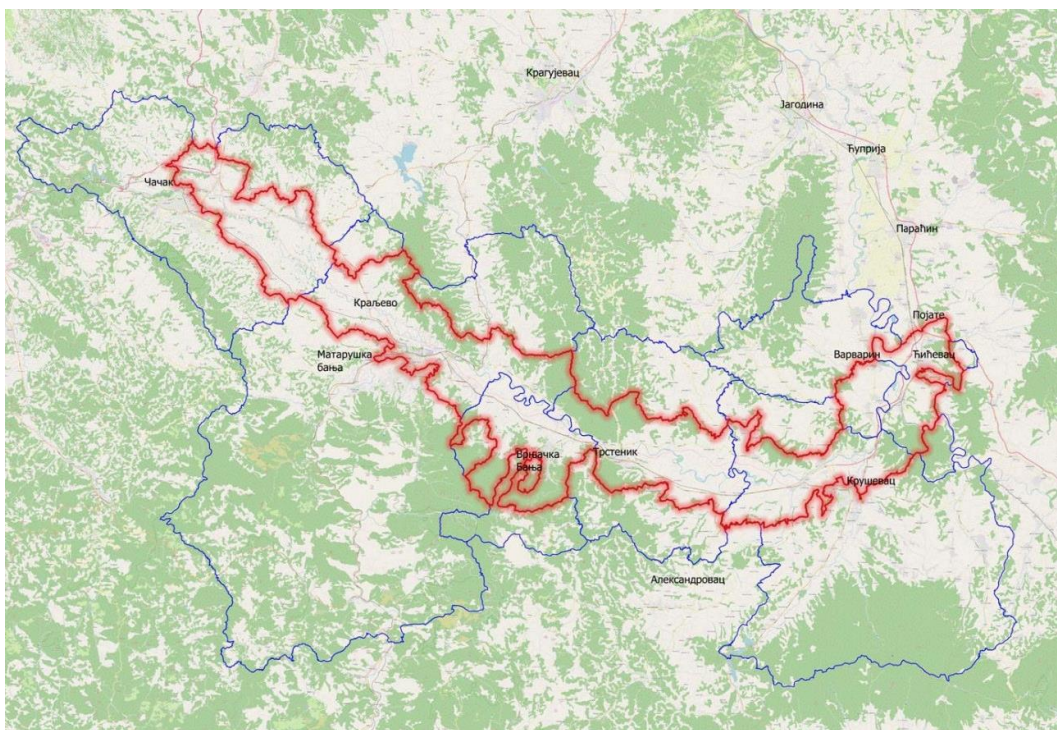 Крагујевац
Јагодина
Ћуприја
Чачак
Параћин
Краљево
Појате
Матарушка
бања
Варварин
Ћићевац
Врњачка
Бања
Трстеник
Крушевац
Александровац